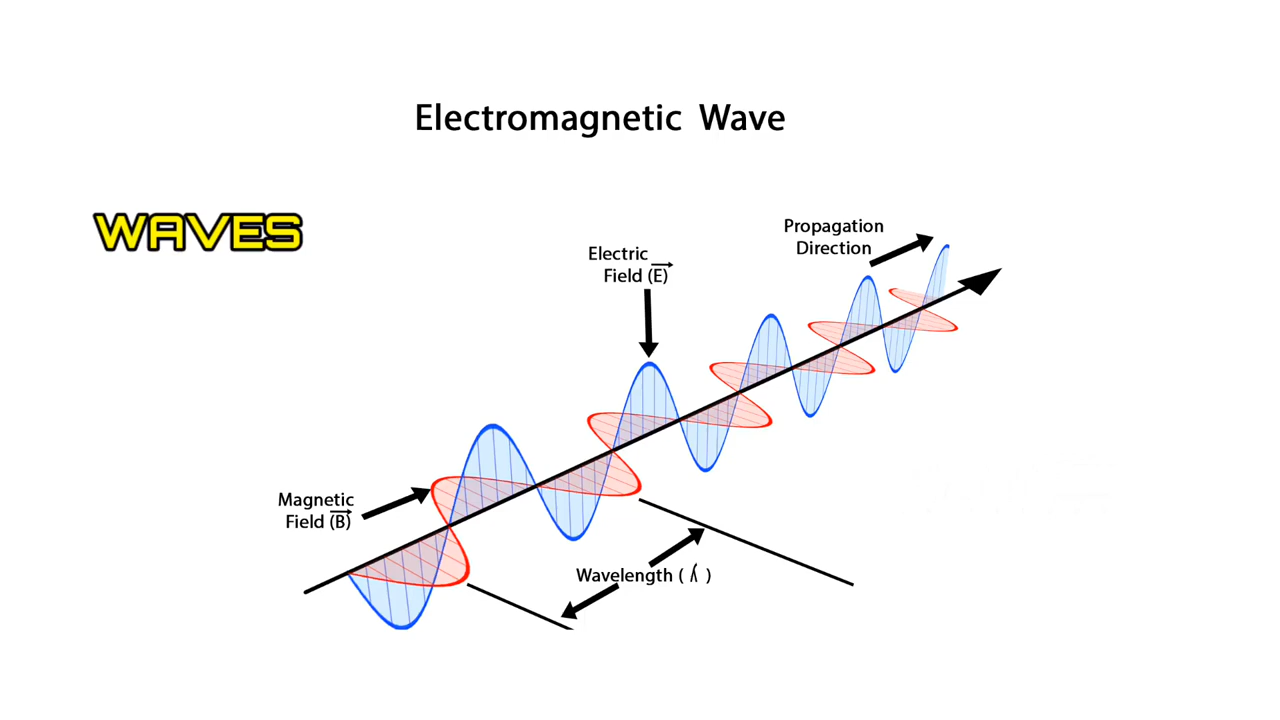 Electromagnetic Wave
WAVES
Propagation
Direction
Electric
Field (E)
Magnetic
Field (B)
Wavelength ( λ )